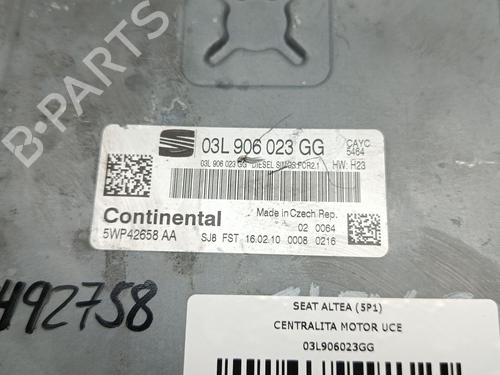 B-PARTS
03L 906 023 GG
CAYC
5464
03L 906 023 GG DIESEL SIMOS PCR2.1 HW: H23
Continental
Made in Czech Rep.
02 0064
5WP42658 AA SJ8 FST 16.02.10 0008 0216
492758
SEAT ALTEA (5P1)
CENTRALITA MOTOR UCE
03L906023GG